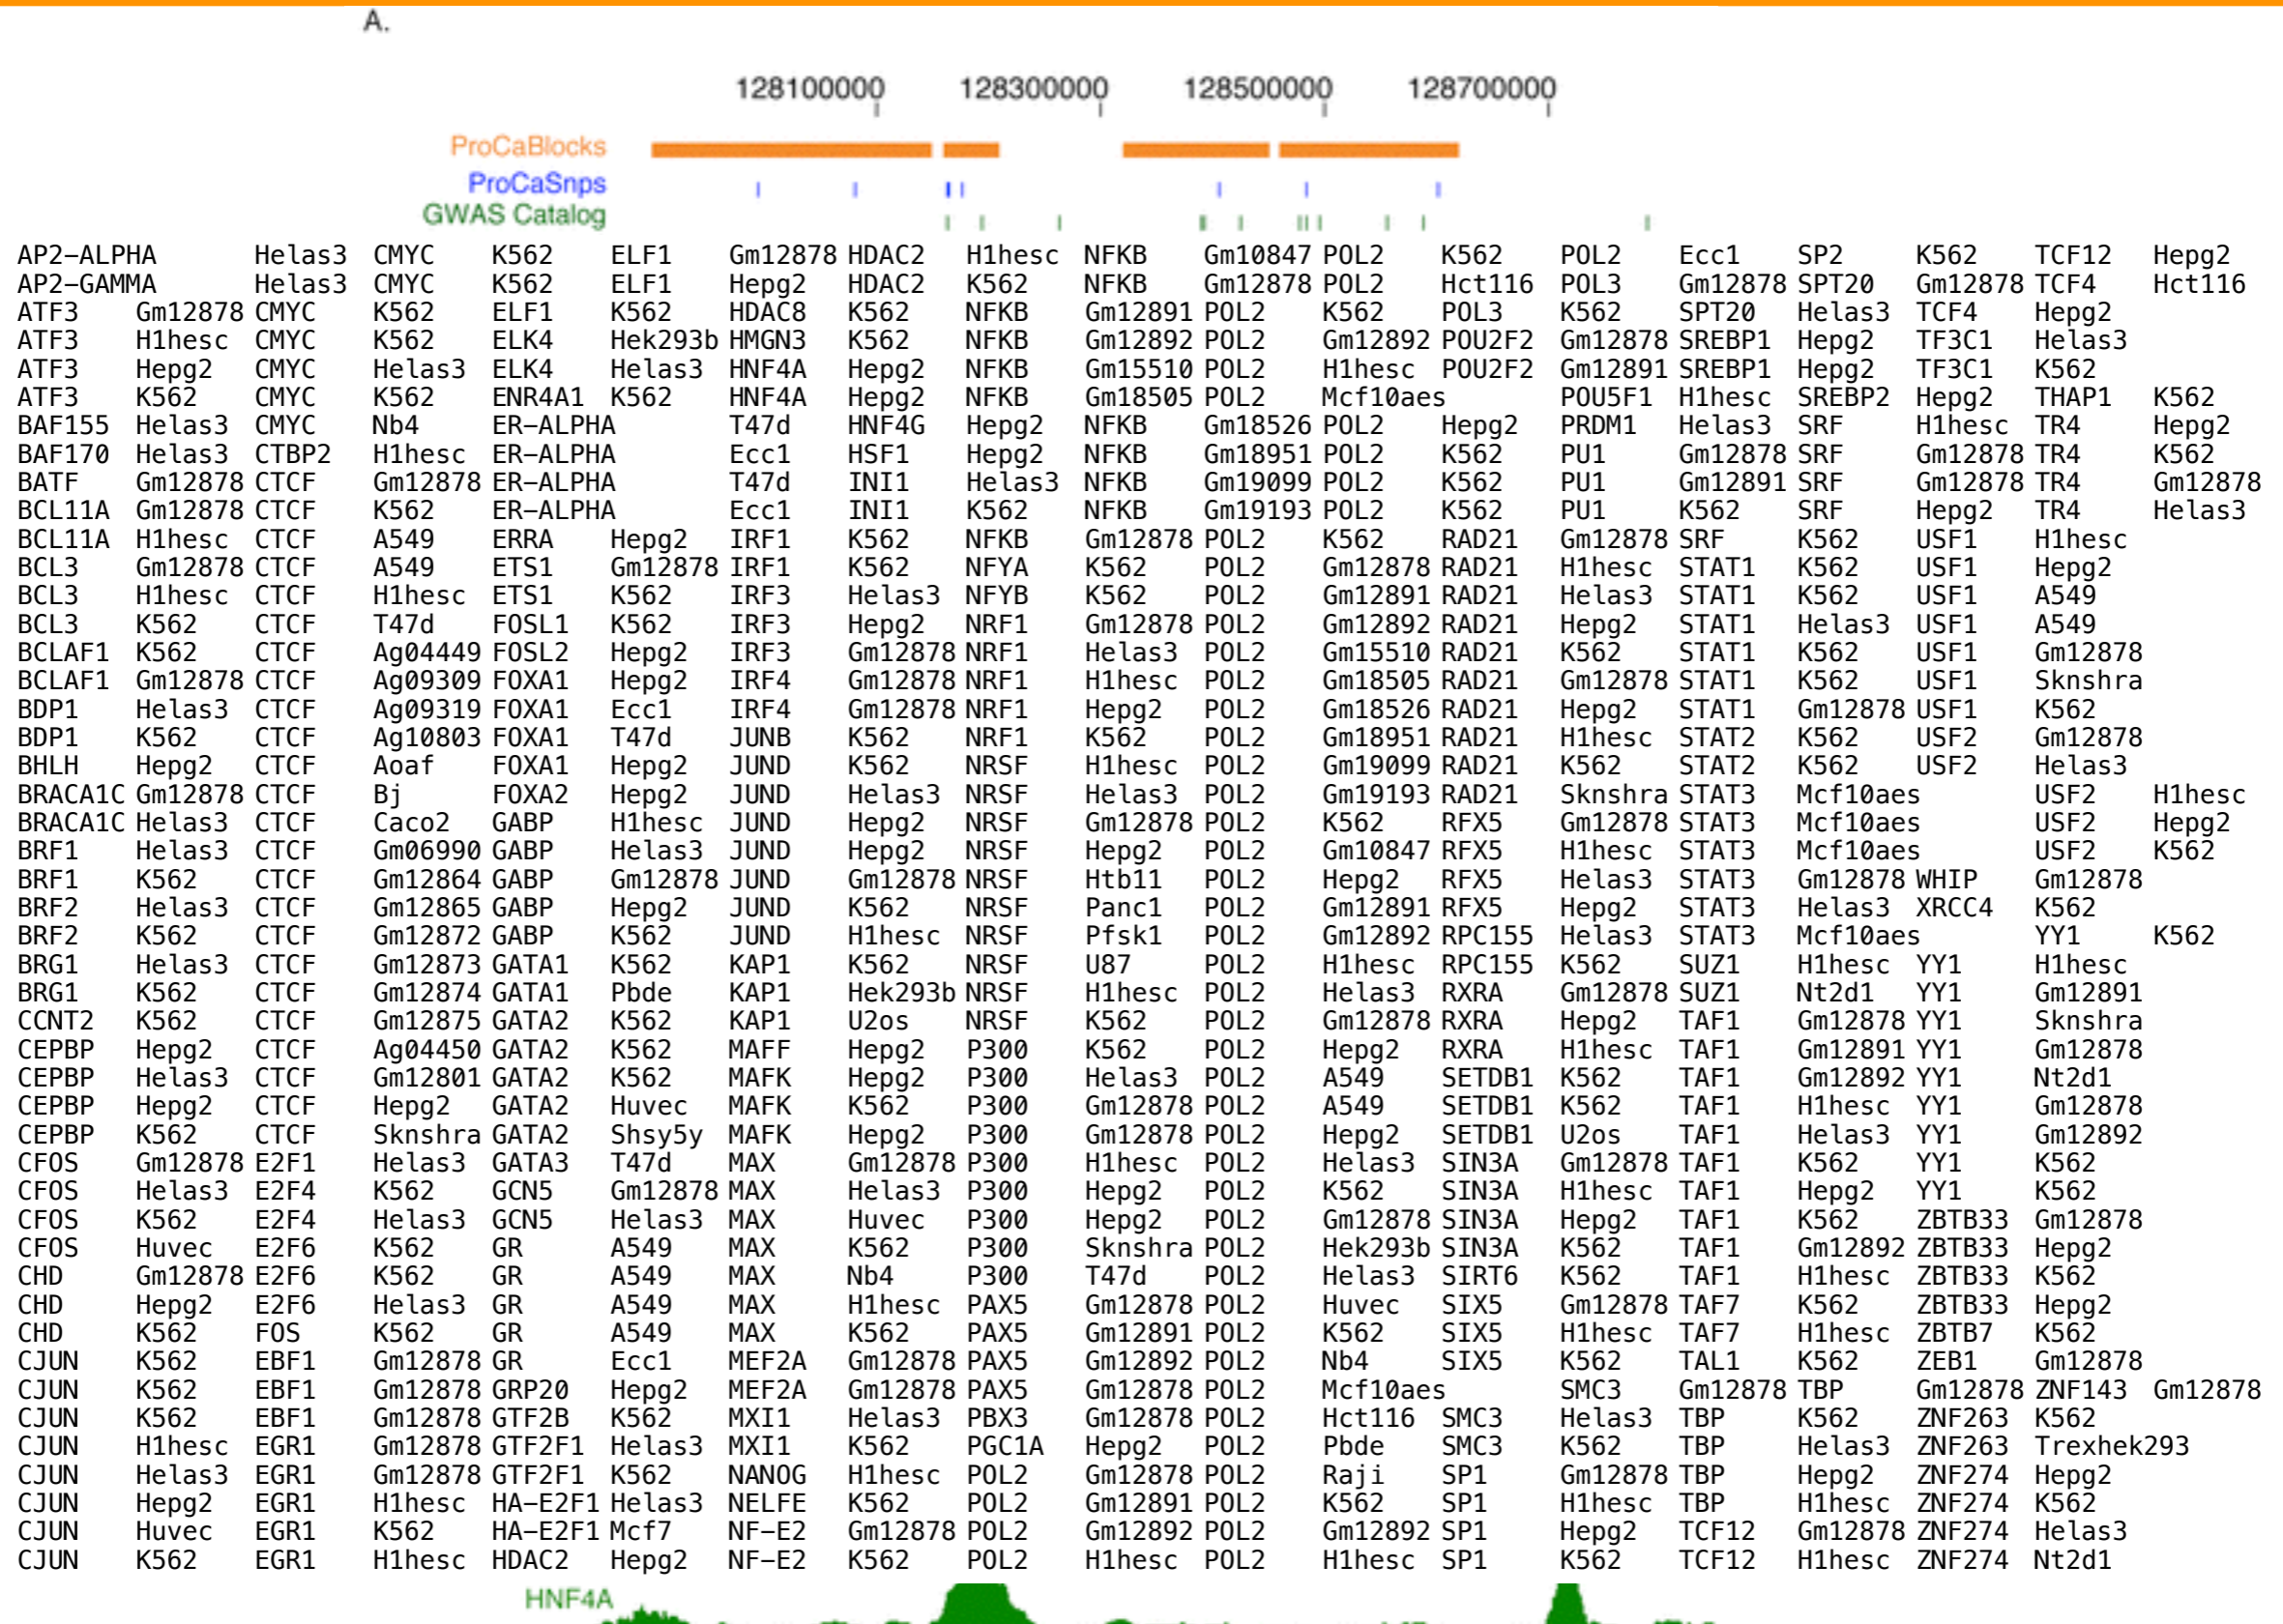 A.
128100000 128300000 128500000 128700000
ProCaBlocks
ProCaSnps
GWAS Catalog
AP2-ALPHA Helas3 CMYC K562 ELF1 Gm12878 HDAC2 H1hesc NFKB Gm10847 POL2 K562 POL2 Ecc1 SP2 K562 TCF12 Hepg2
AP2-GAMMA Helas3 CMYC K562 ELF1 Hepg2 HDAC2 K562 NFKB Gm12878 POL2 Hct116 POL3 Gm12878 SPT20 Gm12878 TCF4 Hct116
ATF3 Gm12878 CMYC K562 ELF1 K562 HDAC8 K562 NFKB Gm12891 POL2 K562 POL3 K562 SPT20 Helas3 TCF4 Hepg2
ATF3 H1hesc CMYC K562 ELK4 Hek293b HMGN3 K562 NFKB Gm12892 POL2 Gm12892 POU2F2 Gm12878 SREBP1 Hepg2 TF3C1 Helas3
ATF3 Hepg2 CMYC Helas3 ELK4 Helas3 HNF4A Hepg2 NFKB Gm15510 POL2 H1hesc POU2F2 Gm12891 SREBP1 Hepg2 TF3C1 K562
ATF3 K562 CMYC K562 ENR4A1 K562 HNF4A Hepg2 NFKB Gm18505 POL2 Mcf10aes POU5F1 H1hesc SREBP2 Hepg2 THAP1 K562
BAF155 Helas3 CMYC Nb4 ER-ALPHA T47d HNF4G Hepg2 NFKB Gm18526 POL2 Hepg2 PRDM1 Helas3 SRF H1hesc TR4 Hepg2
BAF170 Helas3 CTBP2 H1hesc ER-ALPHA Ecc1 HSF1 Hepg2 NFKB Gm18951 POL2 K562 PU1 Gm12878 SRF Gm12878 TR4 K562
BATF Gm12878 CTCF Gm12878 ER-ALPHA T47d INI1 Helas3 NFKB Gm19099 POL2 K562 PU1 Gm12891 SRF Gm12878 TR4 Gm12878
BCL11A Gm12878 CTCF K562 ER-ALPHA Ecc1 INI1 K562 NFKB Gm19193 POL2 K562 PU1 K562 SRF Hepg2 TR4 Helas3
BCL11A H1hesc CTCF A549 ERRA Hepg2 IRF1 K562 NFKB Gm12878 POL2 K562 RAD21 Gm12878 SRF K562 USF1 H1hesc
BCL3 Gm12878 CTCF A549 ETS1 Gm12878 IRF1 K562 NFYA K562 POL2 Gm12878 RAD21 H1hesc STAT1 K562 USF1 Hepg2
BCL3 H1hesc CTCF H1hesc ETS1 K562 IRF3 Helas3 NFYB K562 POL2 Gm12891 RAD21 Helas3 STAT1 K562 USF1 A549
BCL3 K562 CTCF T47d FOSL1 K562 IRF3 Hepg2 NRF1 Gm12878 POL2 Gm12892 RAD21 Hepg2 STAT1 Helas3 USF1 A549
BCLAF1 K562 CTCF Ag04449 FOSL2 Hepg2 IRF3 Gm12878 NRF1 Helas3 POL2 Gm15510 RAD21 K562 STAT1 K562 USF1 Gm12878
BCLAF1 Gm12878 CTCF Ag09309 FOXA1 Hepg2 IRF4 Gm12878 NRF1 H1hesc POL2 Gm18505 RAD21 Gm12878 STAT1 K562 USF1 Sknshra
BDP1 Helas3 CTCF Ag09319 FOXA1 Ecc1 IRF4 Gm12878 NRF1 Hepg2 POL2 Gm18526 RAD21 Hepg2 STAT1 Gm12878 USF1 K562
BDP1 K562 CTCF Ag10803 FOXA1 T47d JUNB K562 NRF1 K562 POL2 Gm18951 RAD21 H1hesc STAT2 K562 USF2 Gm12878
BHLH Hepg2 CTCF Aoaf FOXA1 Hepg2 JUND K562 NRSF H1hesc POL2 Gm19099 RAD21 K562 STAT2 K562 USF2 Helas3
BRACA1C Gm12878 CTCF Bj FOXA2 Hepg2 JUND Helas3 NRSF Helas3 POL2 Gm19193 RAD21 Sknshra STAT3 Mcf10aes USF2 H1hesc
BRACA1C Helas3 CTCF Caco2 GABP H1hesc JUND Hepg2 NRSF Gm12878 POL2 K562 RFX5 Gm12878 STAT3 Mcf10aes USF2 Hepg2
BRF1 Helas3 CTCF Gm06990 GABP Helas3 JUND Hepg2 NRSF Hepg2 POL2 Gm10847 RFX5 H1hesc STAT3 Mcf10aes USF2 K562
BRF1 K562 CTCF Gm12864 GABP Gm12878 JUND Gm12878 NRSF Htb11 POL2 Hepg2 RFX5 Helas3 STAT3 Gm12878 WHIP Gm12878
BRF2 Helas3 CTCF Gm12865 GABP Hepg2 JUND K562 NRSF Panc1 POL2 Gm12891 RFX5 Hepg2 STAT3 Helas3 XRCC4 K562
BRF2 K562 CTCF Gm12872 GABP K562 JUND H1hesc NRSF Pfsk1 POL2 Gm12892 RPC155 Helas3 STAT3 Mcf10aes YY1 K562
BRG1 Helas3 CTCF Gm12873 GATA1 K562 KAP1 K562 NRSF U87 POL2 H1hesc RPC155 K562 SUZ1 H1hesc YY1 H1hesc
BRG1 K562 CTCF Gm12874 GATA1 Pbde KAP1 Hek293b NRSF H1hesc POL2 Helas3 RXRA Gm12878 SUZ1 Nt2d1 YY1 Gm12891
CCNT2 K562 CTCF Gm12875 GATA2 K562 KAP1 U2os NRSF K562 POL2 Gm12878 RXRA Hepg2 TAF1 Gm12878 YY1 Sknshra
CEPBP Hepg2 CTCF Ag04450 GATA2 K562 MAFF Hepg2 P300 K562 POL2 Hepg2 RXRA H1hesc TAF1 Gm12891 YY1 Gm12878
CEPBP Helas3 CTCF Gm12801 GATA2 K562 MAFK Hepg2 P300 Helas3 POL2 A549 SETDB1 K562 TAF1 Gm12892 YY1 Nt2d1
CEPBP Hepg2 CTCF Hepg2 GATA2 Huvec MAFK K562 P300 Gm12878 POL2 A549 SETDB1 K562 TAF1 H1hesc YY1 Gm12878
CEPBP K562 CTCF Sknshra GATA2 Shsy5y MAFK Hepg2 P300 Gm12878 POL2 Hepg2 SETDB1 U2os TAF1 Helas3 YY1 Gm12892
CFOS Gm12878 E2F1 Helas3 GATA3 T47d MAX Gm12878 P300 H1hesc POL2 Helas3 SIN3A Gm12878 TAF1 K562 YY1 K562
CFOS Helas3 E2F4 K562 GCN5 Gm12878 MAX Helas3 P300 Hepg2 POL2 K562 SIN3A H1hesc TAF1 Hepg2 YY1 K562
CFOS K562 E2F4 Helas3 GCN5 Helas3 MAX Huvec P300 Hepg2 POL2 Gm12878 SIN3A Hepg2 TAF1 K562 ZBTB33 Gm12878
CFOS Huvec E2F6 K562 GR A549 MAX K562 P300 Sknshra POL2 Hek293b SIN3A K562 TAF1 Gm12892 ZBTB33 Hepg2
CHD Gm12878 E2F6 K562 GR A549 MAX Nb4 P300 T47d POL2 Helas3 SIRT6 K562 TAF1 H1hesc ZBTB33 K562
CHD Hepg2 E2F6 Helas3 GR A549 MAX H1hesc PAX5 Gm12878 POL2 Huvec SIX5 Gm12878 TAF7 K562 ZBTB33 Hepg2
CHD K562 FOS K562 GR A549 MAX K562 PAX5 Gm12891 POL2 K562 SIX5 H1hesc TAF7 H1hesc ZBTB7 K562
CJUN K562 EBF1 Gm12878 GR Ecc1 MEF2A Gm12878 PAX5 Gm12892 POL2 Nb4 SIX5 K562 TAL1 K562 ZEB1 Gm12878
CJUN K562 EBF1 Gm12878 GRP20 Hepg2 MEF2A Gm12878 PAX5 Gm12878 POL2 Mcf10aes SMC3 Gm12878 TBP Gm12878 ZNF143 Gm12878
CJUN K562 EBF1 Gm12878 GTF2B K562 MXI1 Helas3 PBX3 Gm12878 POL2 Hct116 SMC3 Helas3 TBP K562 ZNF263 K562
CJUN H1hesc EGR1 Gm12878 GTF2F1 Helas3 MXI1 K562 PGC1A Hepg2 POL2 Pbde SMC3 K562 TBP Helas3 ZNF263 Trexhek293
CJUN Helas3 EGR1 Gm12878 GTF2F1 K562 NANOG H1hesc POL2 Gm12878 POL2 Raji SP1 Gm12878 TBP Hepg2 ZNF274 Hepg2
CJUN Hepg2 EGR1 H1hesc HA-E2F1 Helas3 NELFE K562 POL2 Gm12891 POL2 K562 SP1 H1hesc TBP H1hesc ZNF274 K562
CJUN Huvec EGR1 K562 HA-E2F1 Mcf7 NF-E2 Gm12878 POL2 Gm12892 POL2 Gm12892 SP1 Hepg2 TCF12 Gm12878 ZNF274 Helas3
CJUN K562 EGR1 H1hesc HDAC2 Hepg2 NF-E2 K562 POL2 H1hesc POL2 H1hesc SP1 K562 TCF12 H1hesc ZNF274 Nt2d1
HNF4A